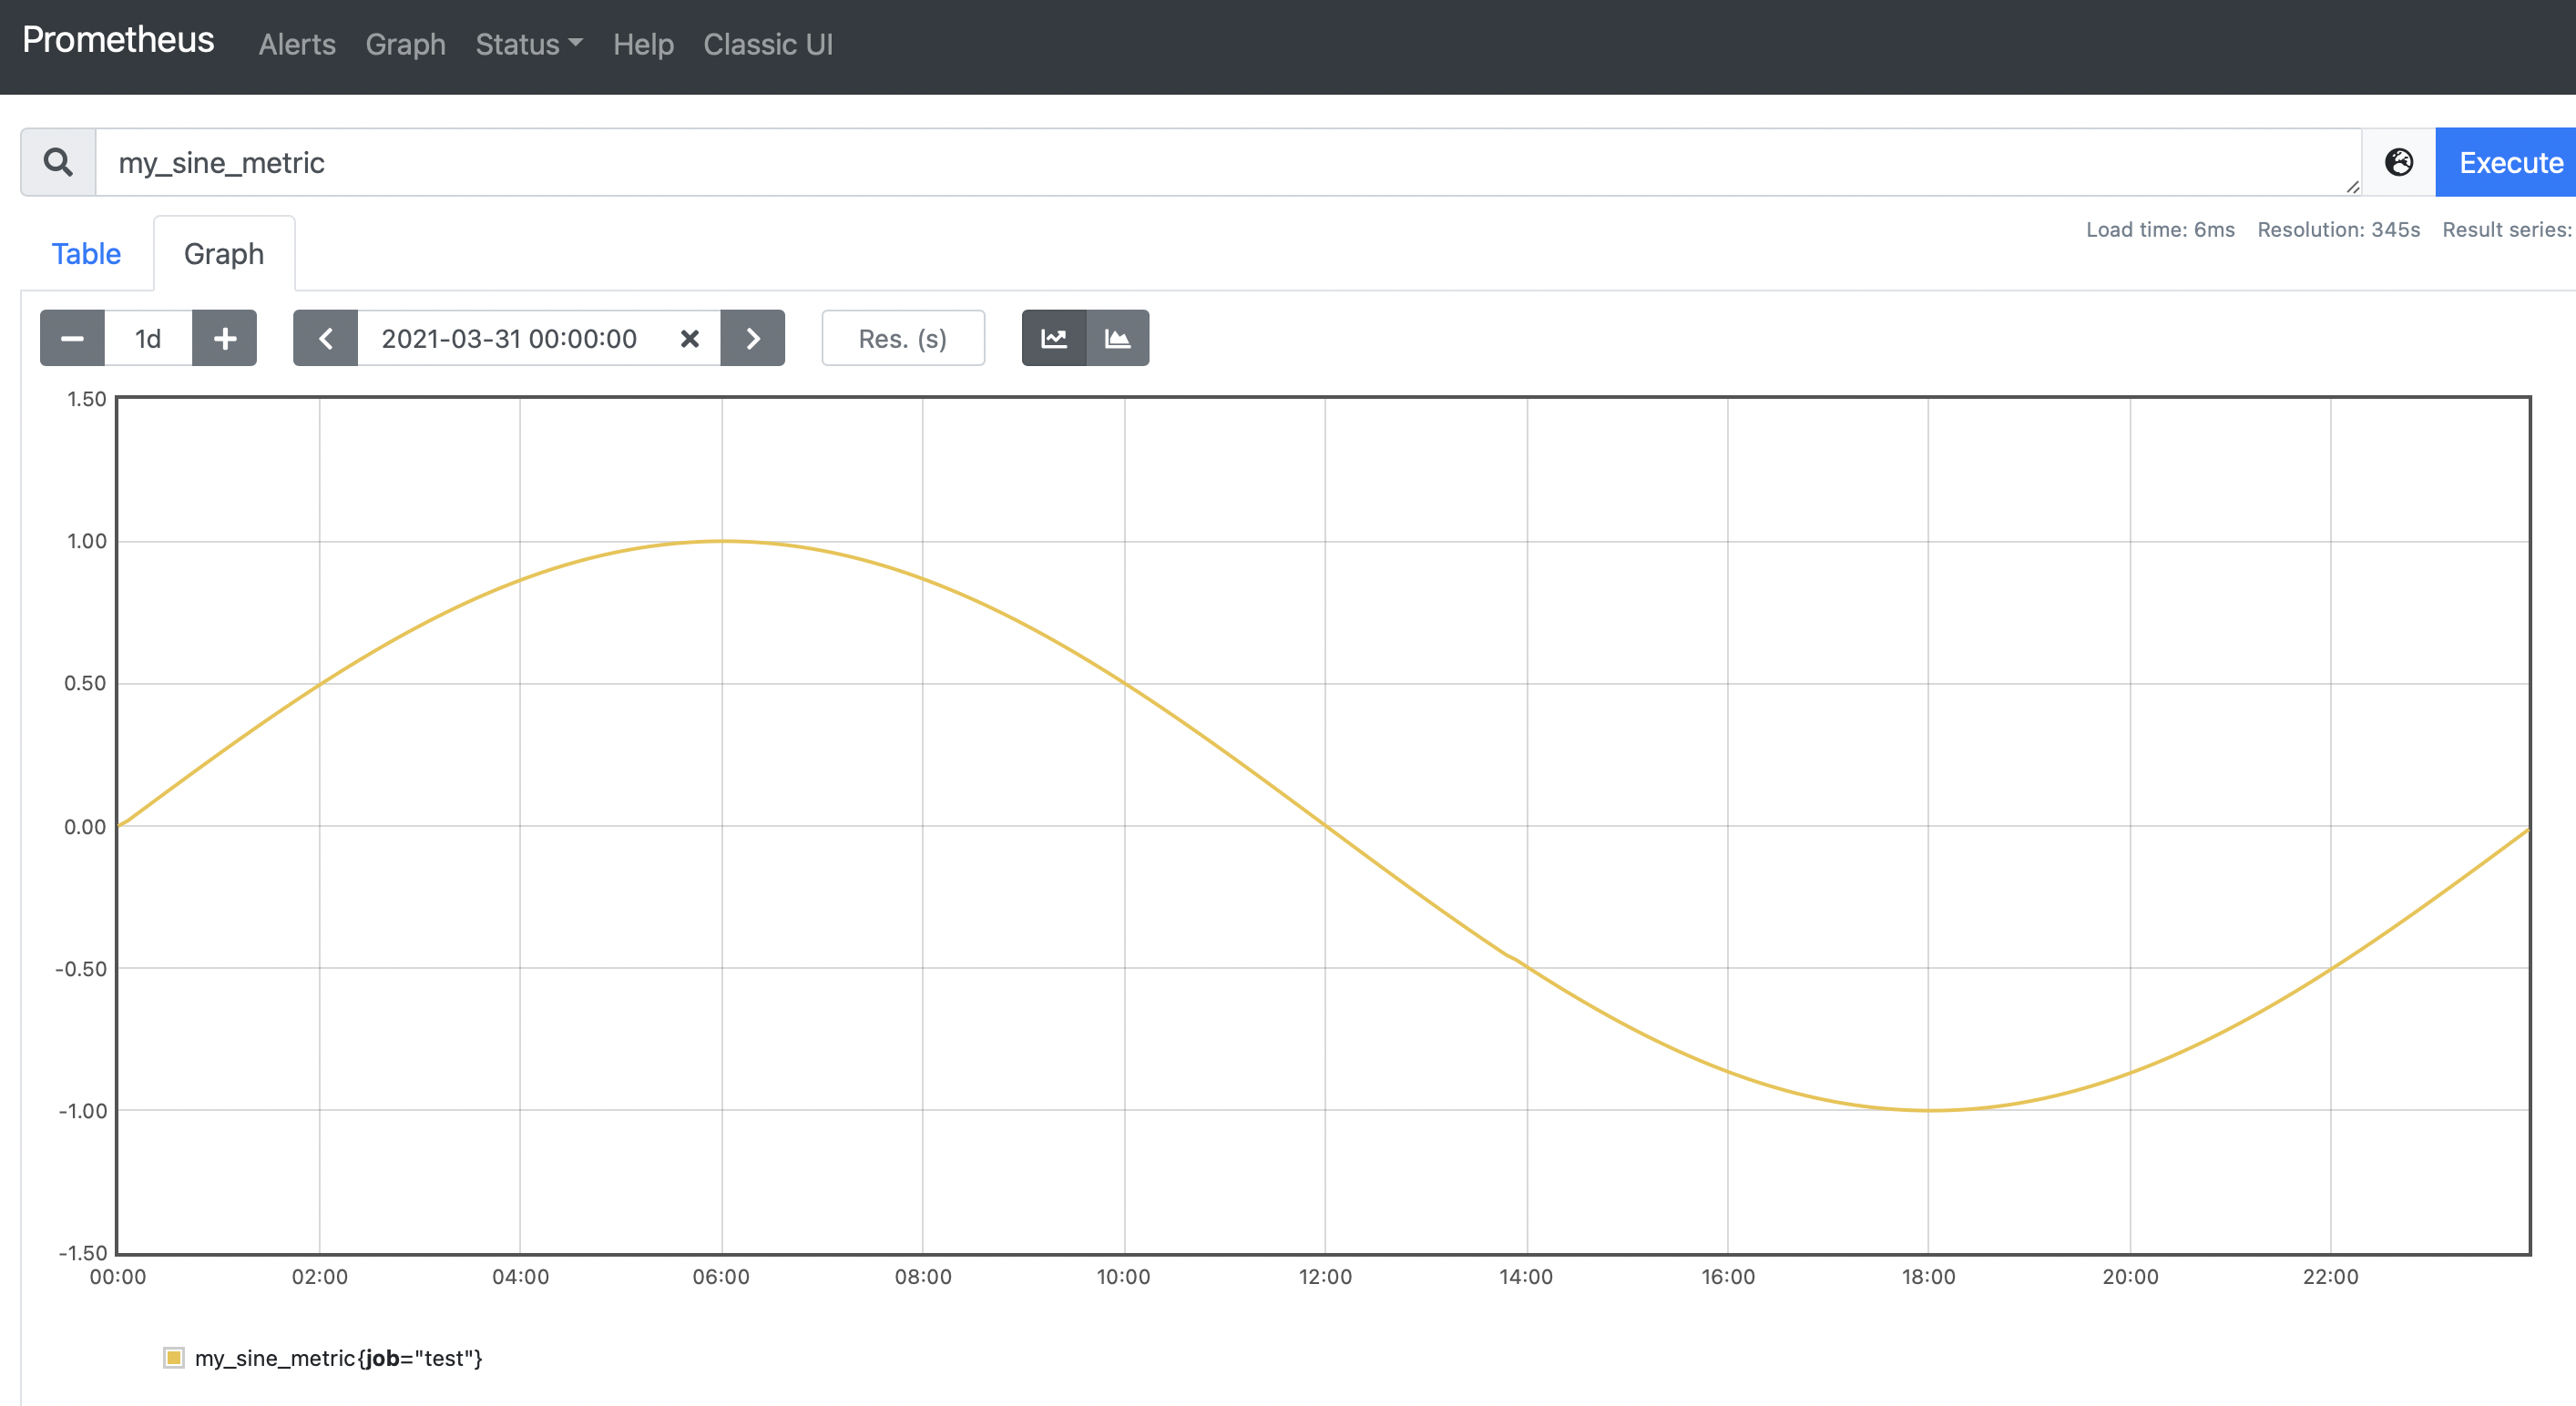 Prometheus Alerts Graph Status Help Classic UI
my_sine_metric Execute
Load time: 6ms Resolution: 345s Result series:
Table Graph
1d 2021-03-31 00:00:00 Res. (s)
1.50
1.00
0.50
0.00
-0.50
-1.00
-1.50
00:00 02:00 04:00 06:00 08:00 10:00 12:00 14:00 16:00 18:00 20:00 22:00
my_sine_metric{job="test"}